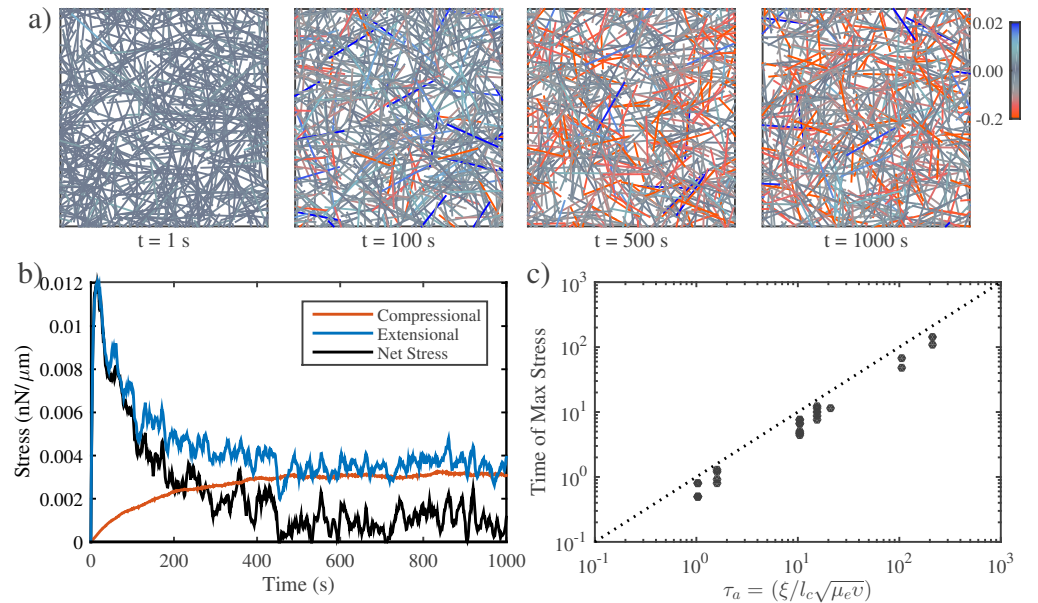 a)
0.02
0.00
-0.2
t = 1 s
t = 100 s
t = 500 s
t = 1000 s
b)
0.012
0.01
0.008
0.006
0.004
0.002
0
Stress (nN/μm)
Compressional
Extensional
Net Stress
0 200 400 600 800 1000
Time (s)
c)
10³
10²
10¹
10⁰
10⁻¹
Time of Max Stress
10⁻¹ 10⁰ 10¹ 10² 10³
τₐ = (ξ/l_c√μₑυ)